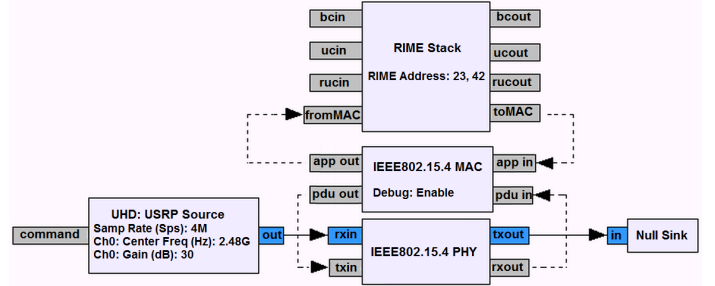 bcin
RIME Stack
bcout
ucin
ucout
RIME Address: 23, 42
rucin
rucout
fromMAC
toMAC
app out
IEEE802.15.4 MAC
app in
pdu out
Debug: Enable
pdu in
UHD: USRP Source
Samp Rate (Sps): 4M
command
Ch0: Center Freq (Hz): 2.48G
out
Ch0: Gain (dB): 30
rxin
IEEE802.15.4 PHY
txout
txin
rxout
in
Null Sink